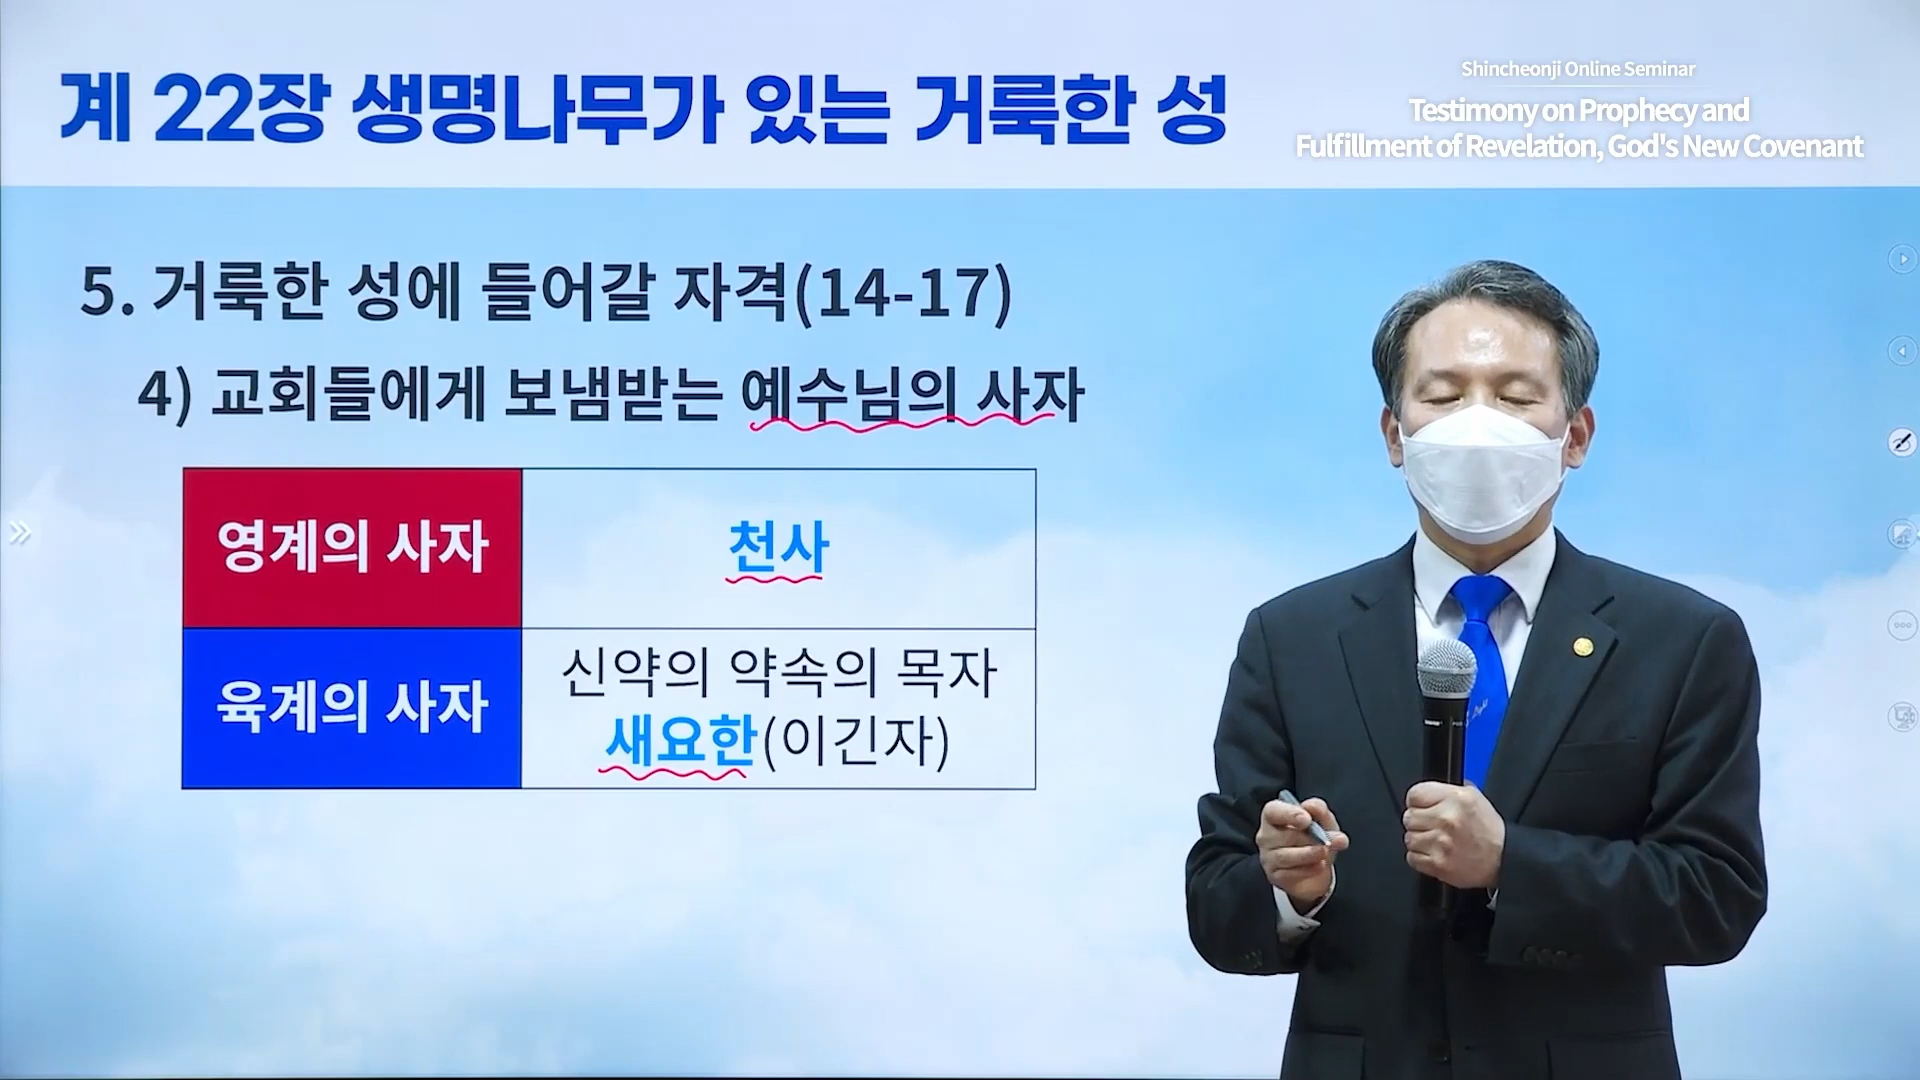 계 22장 생명나무가 있는 거룩한 성
Shincheonji Online Seminar
Testimony on Prophecy and
Fulfillment of Revelation, God's New Covenant
5. 거룩한 성에 들어갈 자격(14-17)
4) 교회들에게 보냄받는 예수님의 사자
영계의 사자
천사
육계의 사자
신약의 약속의 목자
새요한(이긴자)